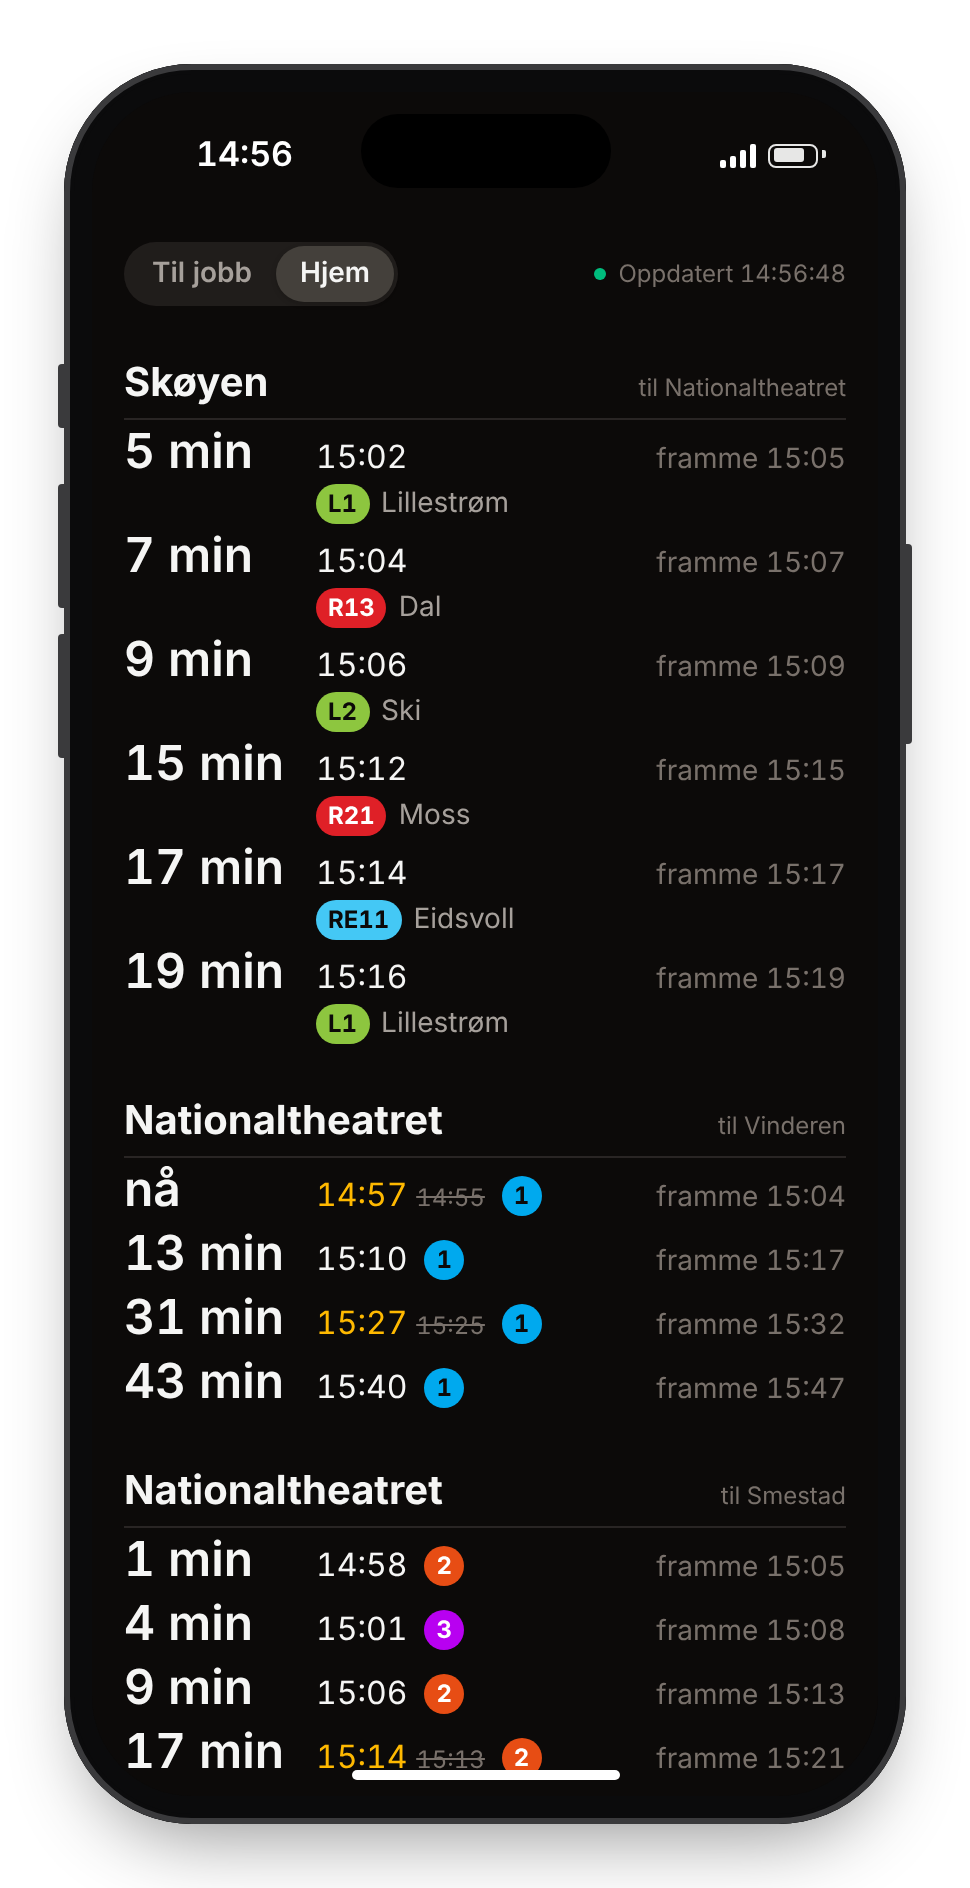 14:56
Til jobb Hjem Oppdatert 14:56:48
Skøyen til Nationaltheatret
5 min 15:02 framme 15:05
L1 Lillestrøm
7 min 15:04 framme 15:07
R13 Dal
9 min 15:06 framme 15:09
L2 Ski
15 min 15:12 framme 15:15
R21 Moss
17 min 15:14 framme 15:17
RE11 Eidsvoll
19 min 15:16 framme 15:19
L1 Lillestrøm
Nationaltheatret til Vinderen
nå 14:57 14:55 1 framme 15:04
13 min 15:10 1 framme 15:17
31 min 15:27 15:25 1 framme 15:32
43 min 15:40 1 framme 15:47
Nationaltheatret til Smestad
1 min 14:58 2 framme 15:05
4 min 15:01 3 framme 15:08
9 min 15:06 2 framme 15:13
17 min 15:14 15:13 2 framme 15:21